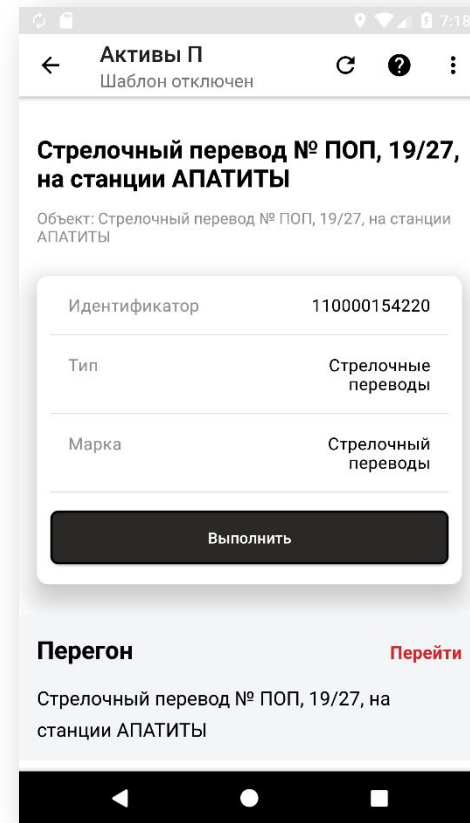 7:18
Активы П
Шаблон отключен
Стрелочный перевод № ПОП, 19/27,
на станции АПАТИТЫ
Объект: Стрелочный перевод № ПОП, 19/27, на станции
АПАТИТЫ
Идентификатор 110000154220
Тип Стрелочные
переводы
Марка Стрелочный
переводы
Выполнить
Перегон Перейти
Стрелочный перевод № ПОП, 19/27, на
станции АПАТИТЫ